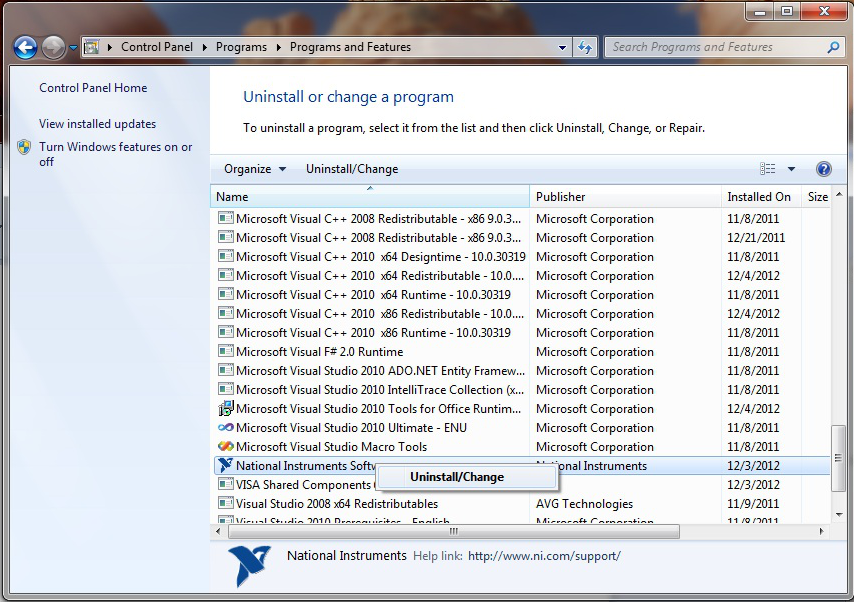 Control Panel Programs Programs and Features Search Programs and Features
Control Panel Home
View installed updates
Turn Windows features on or
off
Uninstall or change a program
To uninstall a program, select it from the list and then click Uninstall, Change, or Repair.
Organize Uninstall/Change
Name Publisher Installed On Size
Microsoft Visual C++ 2008 Redistributable - x86 9.0.3... Microsoft Corporation 11/8/2011
Microsoft Visual C++ 2008 Redistributable - x86 9.0.3... Microsoft Corporation 12/21/2011
Microsoft Visual C++ 2010 x64 Designtime - 10.0.30319 Microsoft Corporation 11/8/2011
Microsoft Visual C++ 2010 x64 Redistributable - 10.0.... Microsoft Corporation 12/4/2012
Microsoft Visual C++ 2010 x64 Runtime - 10.0.30319 Microsoft Corporation 11/8/2011
Microsoft Visual C++ 2010 x86 Redistributable - 10.0.... Microsoft Corporation 12/4/2012
Microsoft Visual C++ 2010 x86 Runtime - 10.0.30319 Microsoft Corporation 11/8/2011
Microsoft Visual F# 2.0 Runtime Microsoft Corporation 11/8/2011
Microsoft Visual Studio 2010 ADO.NET Entity Framew... Microsoft Corporation 11/8/2011
Microsoft Visual Studio 2010 IntelliTrace Collection (x... Microsoft Corporation 11/8/2011
Microsoft Visual Studio 2010 Tools for Office Runtim... Microsoft Corporation 12/4/2012
Microsoft Visual Studio 2010 Ultimate - ENU Microsoft Corporation 11/8/2011
Microsoft Visual Studio Macro Tools Microsoft Corporation 11/8/2011
National Instruments Softw National Instruments 12/3/2012
Uninstall/Change
VISA Shared Components 12/3/2012
Visual Studio 2008 x64 Redistributables AVG Technologies 11/9/2011
Visual Studio 2010 Prerequisites - English Microsoft Corporation 11/8/2011
National Instruments Help link: http://www.ni.com/support/